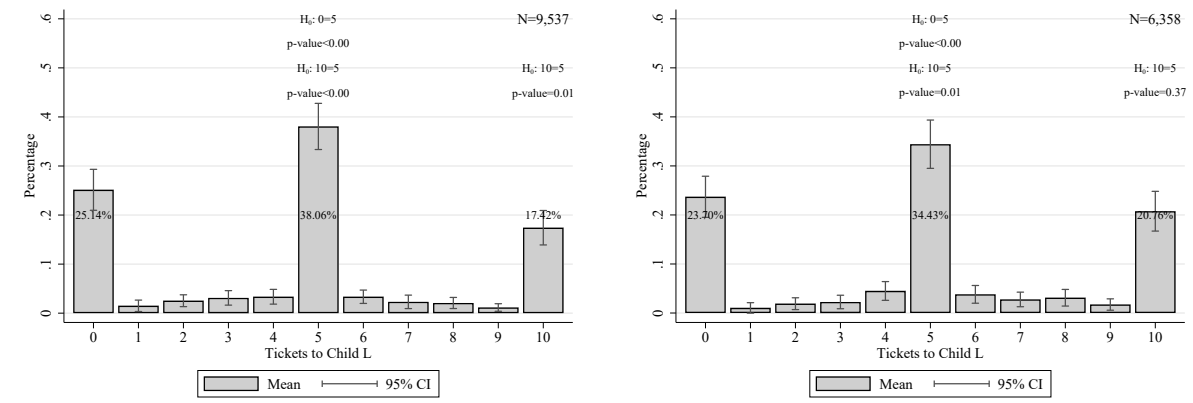 H₀: 0=5
N=9,537
p-value<0.00
H₀: 10=5
H₀: 10=5
p-value<0.00
p-value=0.01
Percentage
.6
.5
.4
.3
.2
.1
0
25.14%
38.06%
17.42%
0 1 2 3 4 5 6 7 8 9 10
Tickets to Child L
Mean
95% CI
H₀: 0=5
N=6,358
p-value<0.00
H₀: 10=5
H₀: 10=5
p-value=0.01
p-value=0.37
Percentage
.6
.5
.4
.3
.2
.1
0
23.70%
34.43%
20.76%
0 1 2 3 4 5 6 7 8 9 10
Tickets to Child L
Mean
95% CI